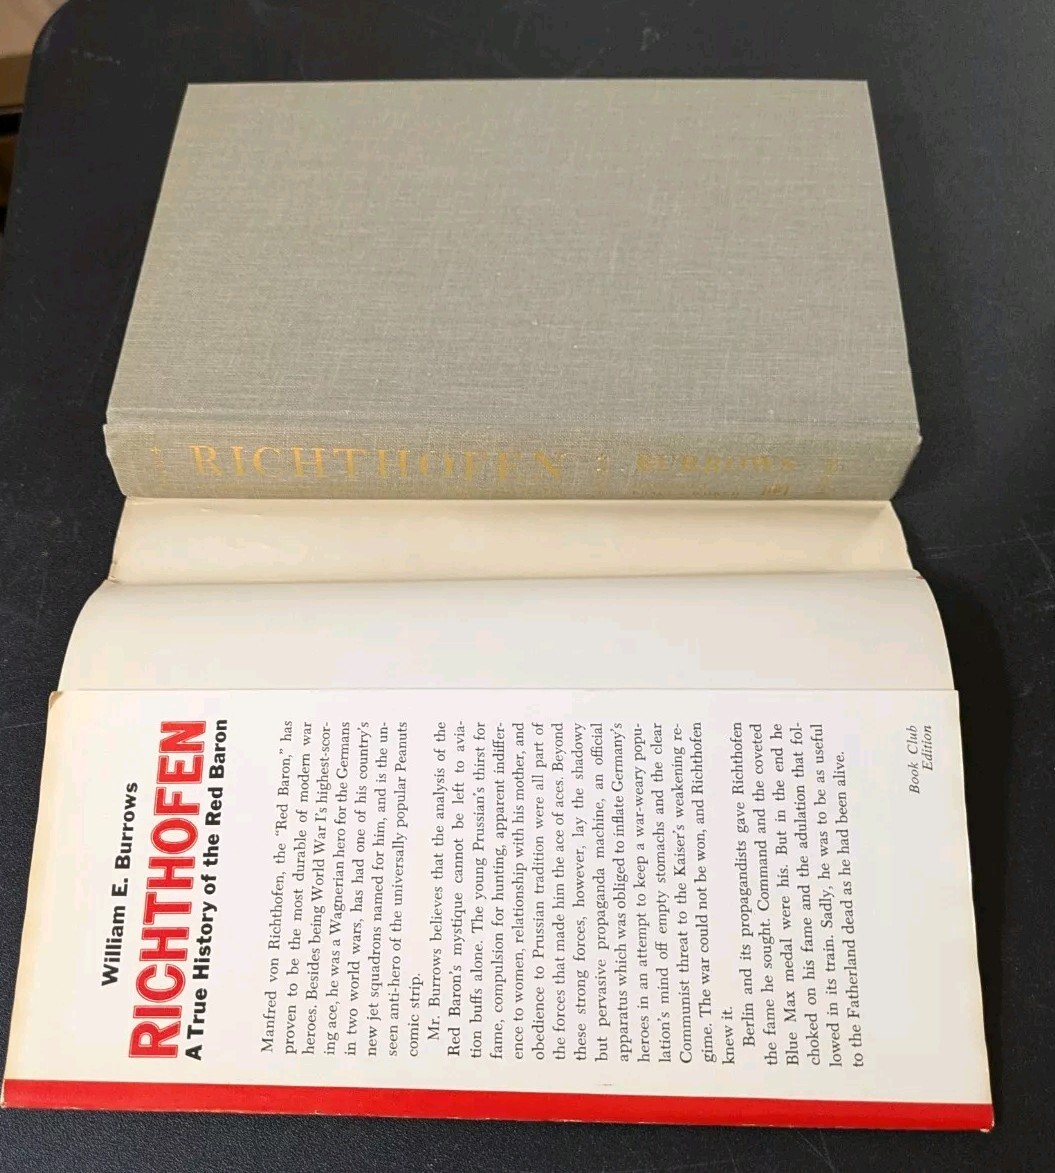 RICHTHOFEN
BURROWS
William E. Burrows
RICHTHOFEN
A True History of the Red Baron
Manfred von Richthofen, the “Red Baron,” has
proven to be the most durable of modern war
heroes. Besides being World War I's highest-scor-
ing ace, he was a Wagnerian hero for the Germans
in two world wars, has had one of his country's
new jet squadrons named for him, and is the un-
seen anti-hero of the universally popular Peanuts
comic strip.
Mr. Burrows believes that the analysis of the
Red Baron's mystique cannot be left to avia-
tion buffs alone. The young Prussian's thirst for
fame, compulsion for hunting, apparent indiffer-
ence to women, relationship with his mother, and
obedience to Prussian tradition were all part of
the forces that made him the ace of aces. Beyond
these strong forces, however, lay the shadowy
but pervasive propaganda machine, an official
apparatus which was obliged to inflate Germany's
heroes in an attempt to keep a war-weary popu-
lation's mind off empty stomachs and the clear
Communist threat to the Kaiser's weakening re-
gime. The war could not be won, and Richthofen
knew it.
Berlin and its propagandists gave Richthofen
the fame he sought. Command and the coveted
Blue Max medal were his. But in the end he
choked on his fame and the adulation that fol-
lowed in its train. Sadly, he was to be as useful
to the Fatherland dead as he had been alive.
Book Club
Edition